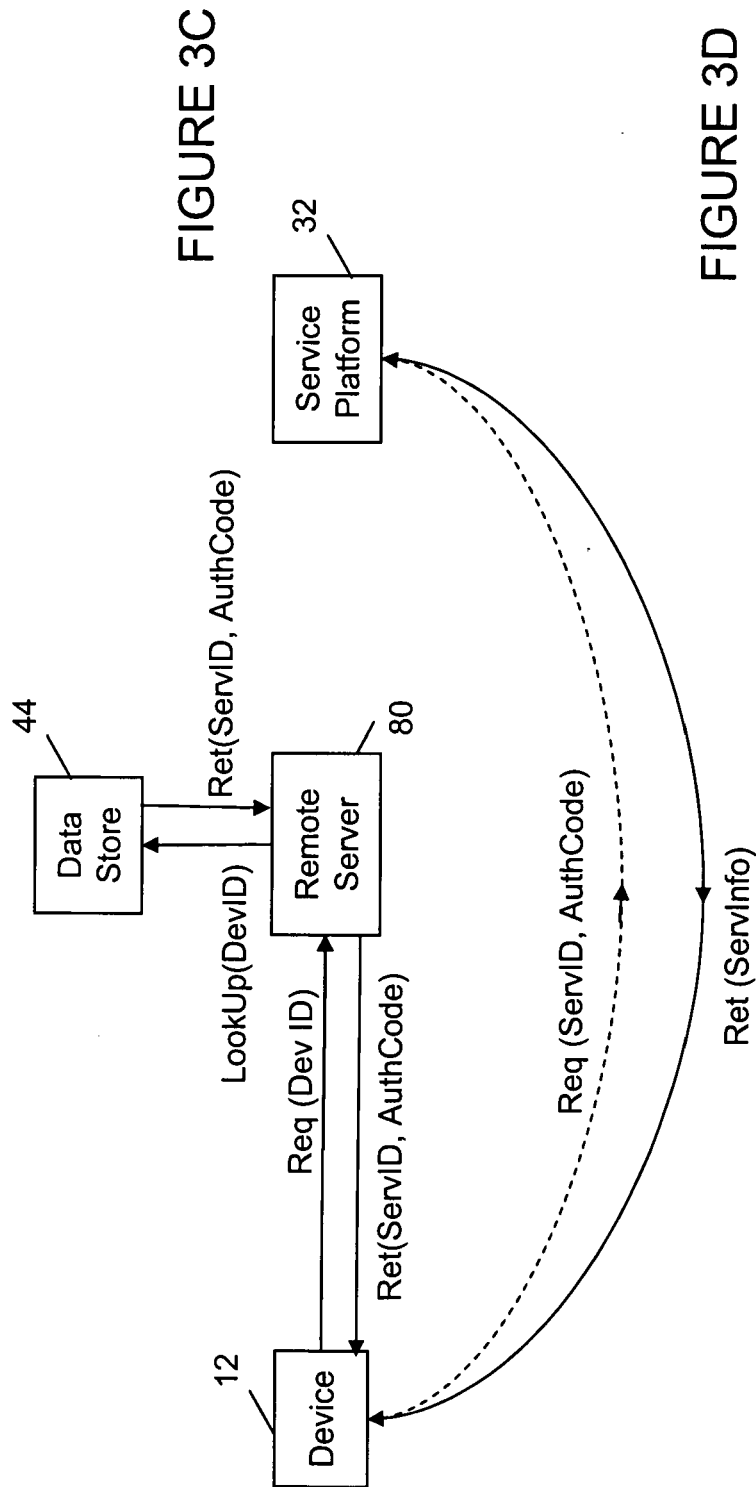 FIGURE 3C
44
Data
Store
LookUp(DevID)
Ret(ServID, AuthCode)
12
Device
Req (Dev ID)
Ret(ServID, AuthCode)
Remote
Server
80
Service
Platform
32
Req (ServID, AuthCode)
Ret (ServInfo)
FIGURE 3D